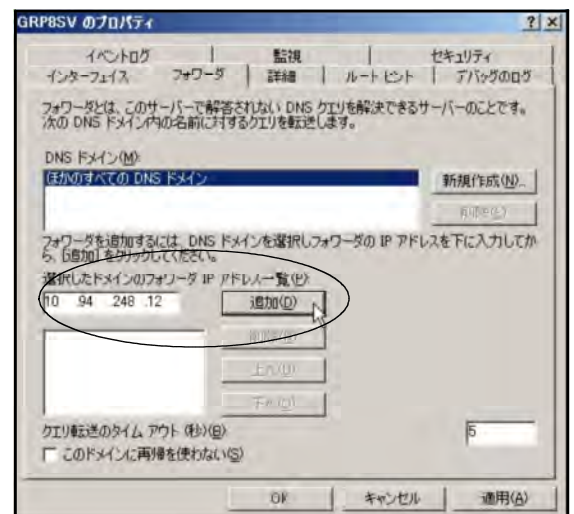 GRP8SV のプロパティ
イベントログ 監視 セキュリティ
インターフェイス フォワーダ 詳細 ルート ヒント デバッグのログ
フォワーダとは、このサーバーで解答されない DNS クエリを解決できるサーバーのことです。
次の DNS ドメイン内の名前に対するクエリを転送します。
DNS ドメイン(M):
ほかのすべての DNS ドメイン
新規作成(N)...
フォワーダを追加するには、DNS ドメインを選択しフォワーダの IP アドレスを下に入力してか
ら、[追加] をクリックしてください。
選択したドメインのフォワーダ IP アドレス一覧(P):
10 .94 .248 .12
追加(D)
上へ(U)
クエリ転送のタイム アウト (秒)(B):
5
このドメインに再帰を使わない(S)
OK キャンセル 適用(A)